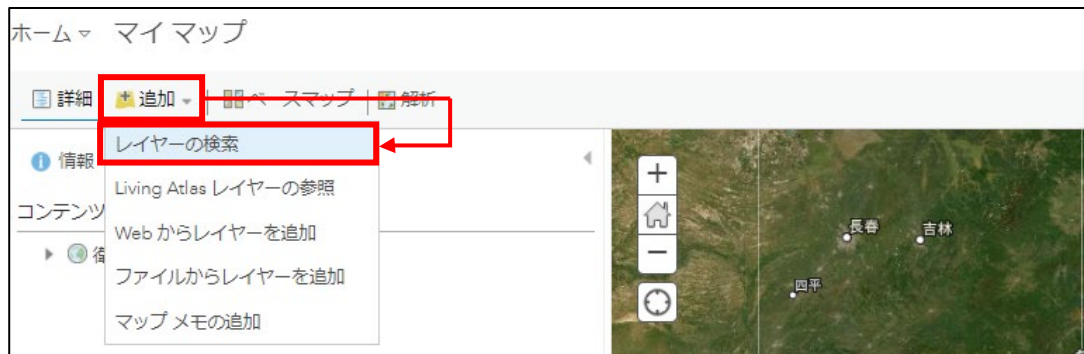 ホーム マイ マップ
詳細 追加 ベースマップ 解析
レイヤーの検索
情報
Living Atlas レイヤーの参照
コンテンツ
Web からレイヤーを追加
ファイルからレイヤーを追加
マップ メモの追加
長春
吉林
四平